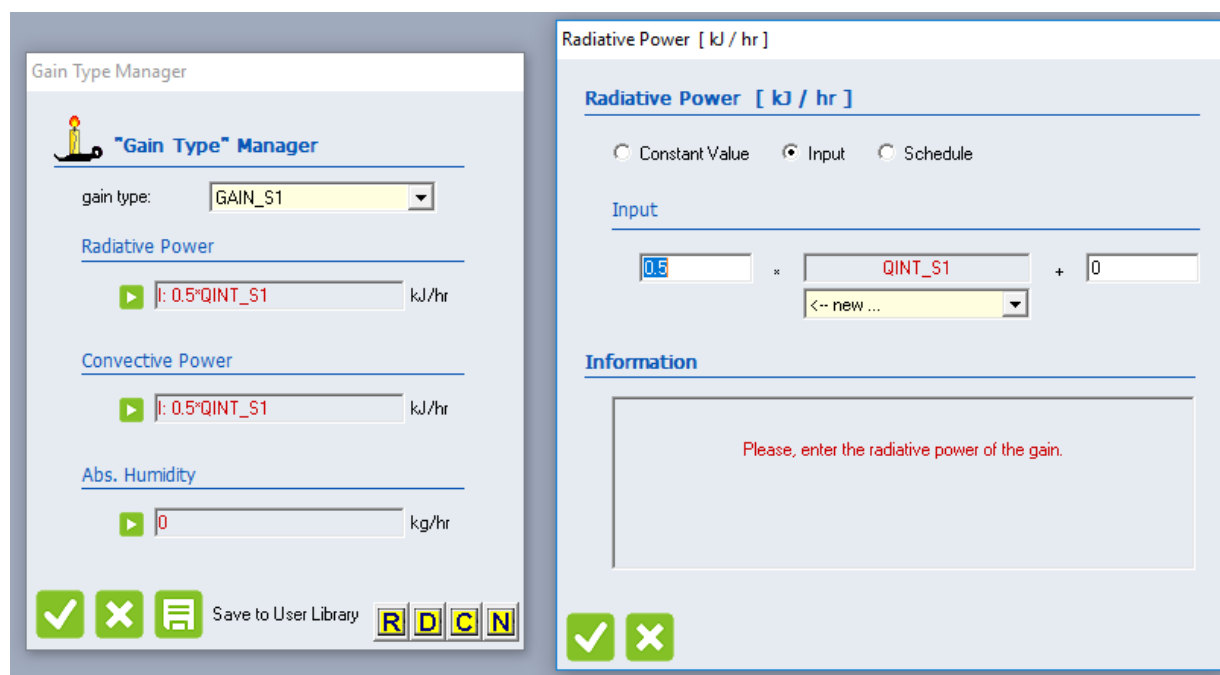 Gain Type Manager
"Gain Type" Manager
gain type: GAIN_S1
Radiative Power
I: 0.5*QINT_S1 kJ/hr
Convective Power
I: 0.5*QINT_S1 kJ/hr
Abs. Humidity
0 kg/hr
Save to User Library R D C N
Radiative Power [ kJ / hr ]
Radiative Power [ kJ / hr ]
Constant Value Input Schedule
Input
0.5 * QINT_S1 + 0
<-- new ...
Information
Please, enter the radiative power of the gain.